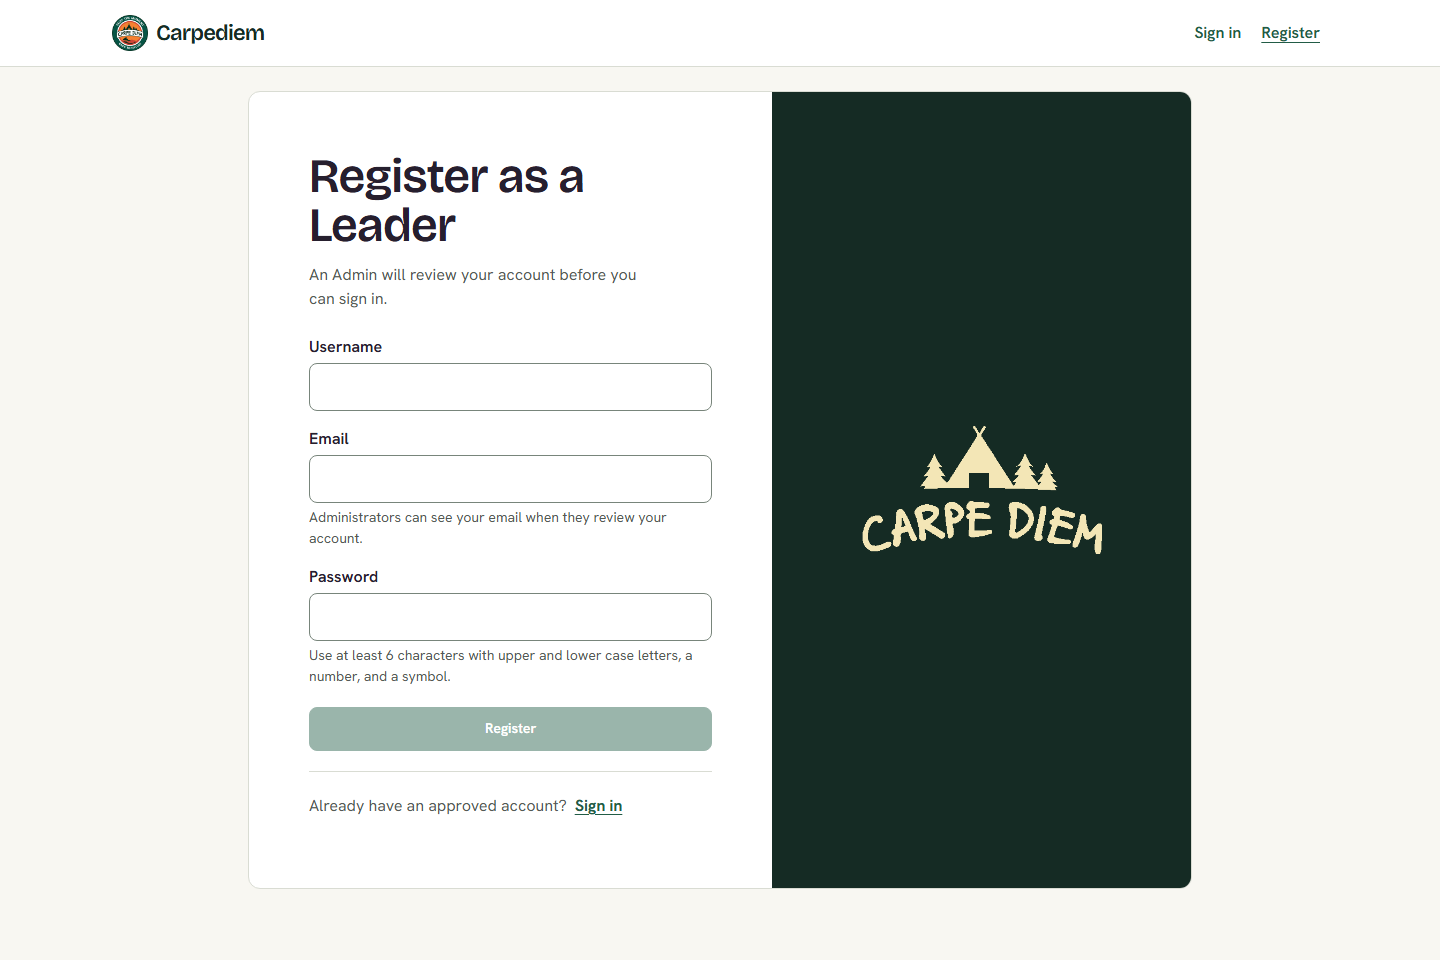 CARPE DIEM
Carpediem
Sign in
Register
Register as a
Leader
An Admin will review your account before you
can sign in.
Username
Email
Administrators can see your email when they review your
account.
Password
Use at least 6 characters with upper and lower case letters, a
number, and a symbol.
Register
Already have an approved account? Sign in
CARPE DIEM